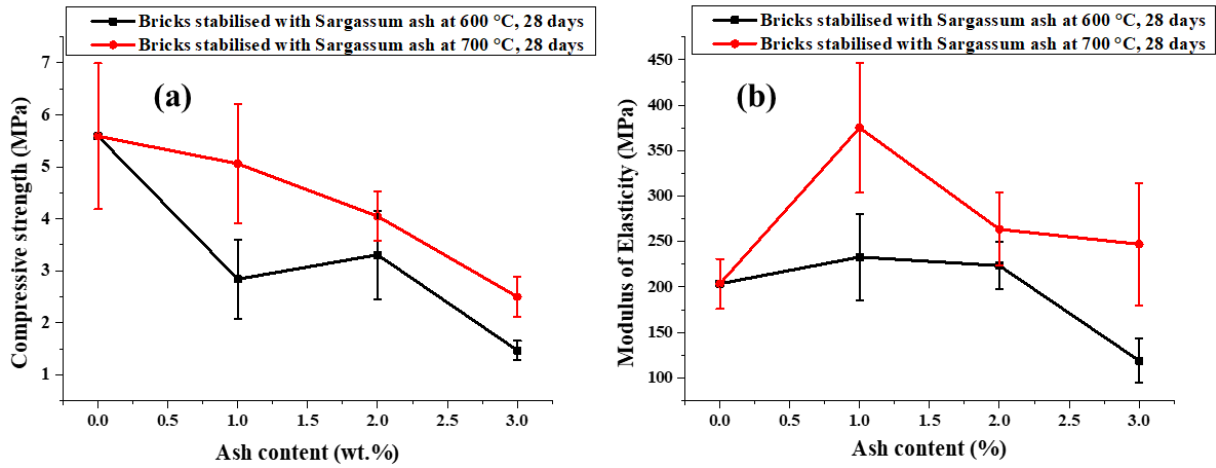 Bricks stabilised with Sargassum ash at 600 °C, 28 days
Bricks stabilised with Sargassum ash at 700 °C, 28 days
(a)
Compressive strength (MPa)
7
6
5
4
3
2
1
0.0 0.5 1.0 1.5 2.0 2.5 3.0
Ash content (wt.%)
Bricks stabilised with Sargassum ash at 600 °C, 28 days
Bricks stabilised with Sargassum ash at 700 °C, 28 days
(b)
Modulus of Elasticity (MPa)
450
400
350
300
250
200
150
100
0.0 0.5 1.0 1.5 2.0 2.5 3.0
Ash content (%)